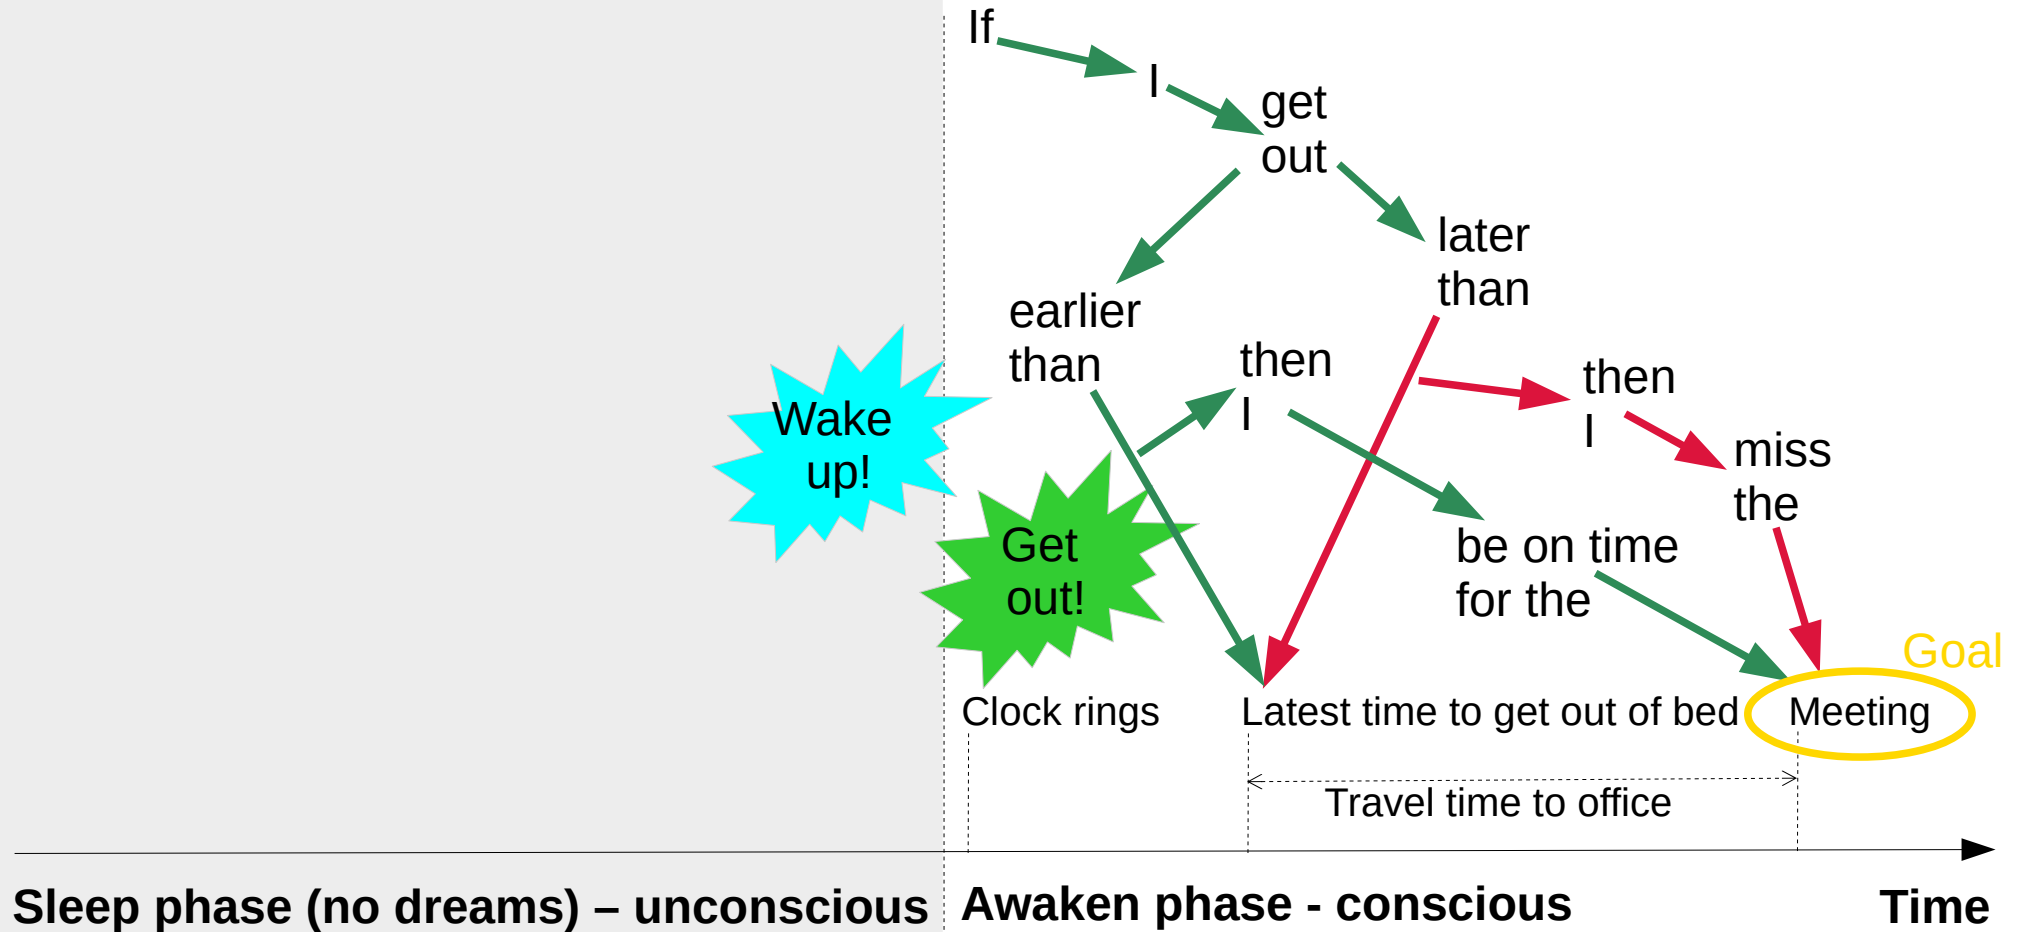 If
I
get
out
later
than
earlier
than
then
I
then
I
miss
the
Wake
up!
Get
out!
be on time
for the
Goal
Clock rings
Latest time to get out of bed
Meeting
Travel time to office
Sleep phase (no dreams) – unconscious
Awaken phase - conscious
Time